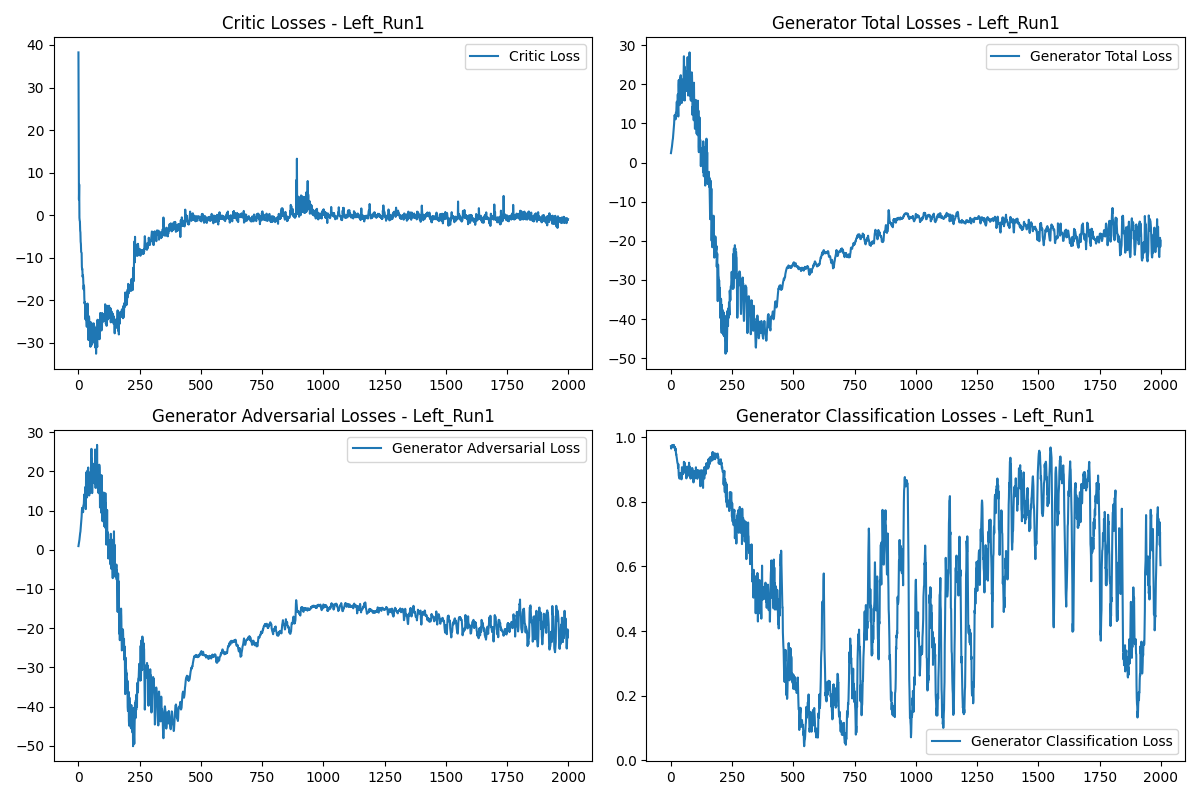 Critic Losses - Left_Run1
Critic Loss
40
30
20
10
0
−10
−20
−30
0 250 500 750 1000 1250 1500 1750 2000
Generator Total Losses - Left_Run1
Generator Total Loss
30
20
10
0
−10
−20
−30
−40
−50
0 250 500 750 1000 1250 1500 1750 2000
Generator Adversarial Losses - Left_Run1
Generator Adversarial Loss
30
20
10
0
−10
−20
−30
−40
−50
0 250 500 750 1000 1250 1500 1750 2000
Generator Classification Losses - Left_Run1
1.0
0.8
0.6
0.4
0.2
0.0
Generator Classification Loss
0 250 500 750 1000 1250 1500 1750 2000